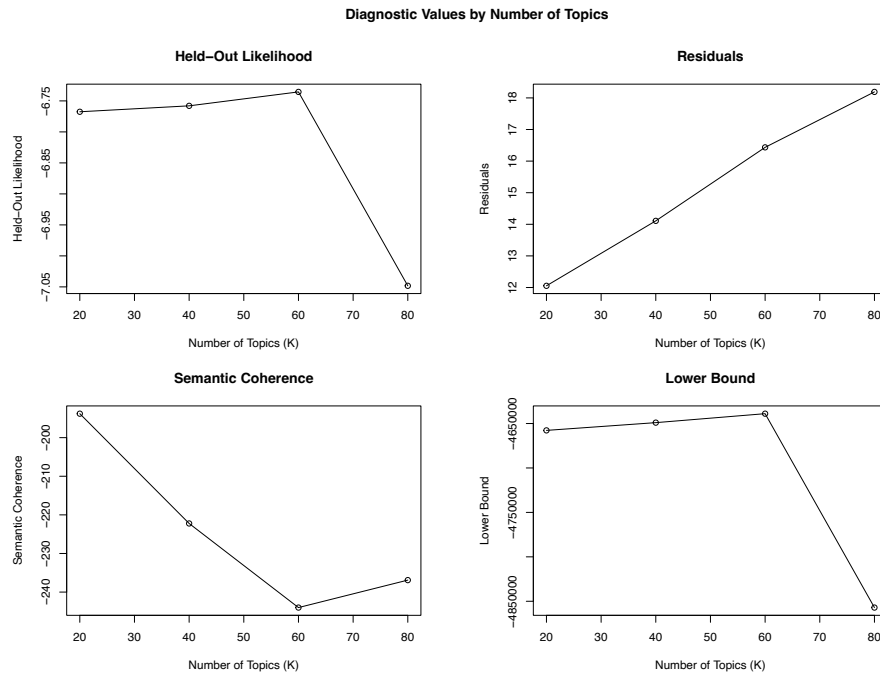 Diagnostic Values by Number of Topics
Held−Out Likelihood
Held−Out Likelihood
−6.75
−6.85
−6.95
−7.05
20 30 40 50 60 70 80
Number of Topics (K)
Residuals
Residuals
18
17
16
15
14
13
12
20 30 40 50 60 70 80
Number of Topics (K)
Semantic Coherence
Semantic Coherence
−200
−210
−220
−230
−240
20 30 40 50 60 70 80
Number of Topics (K)
Lower Bound
Lower Bound
−4650000
−4750000
−4850000
20 30 40 50 60 70 80
Number of Topics (K)